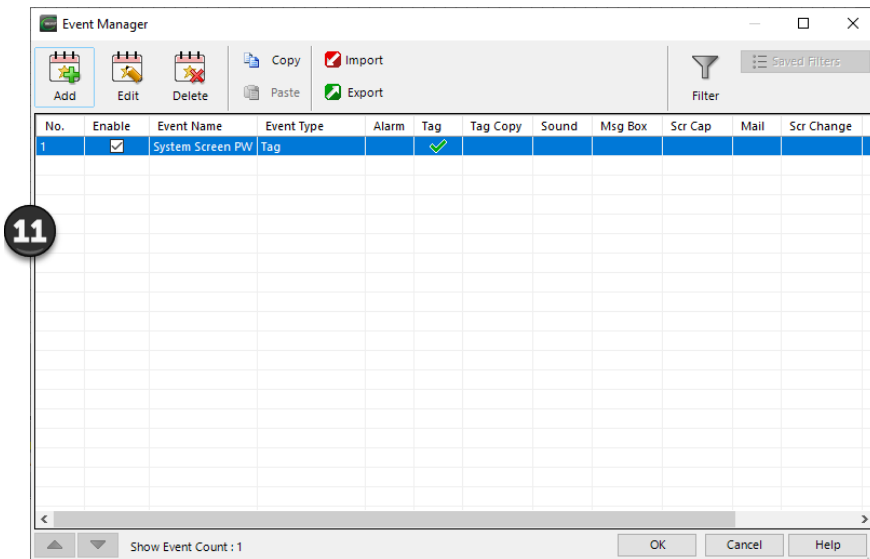 Event Manager
Copy Import Saved Filters
Paste Export
Add Edit Delete Filter
No. Enable Event Name Event Type Alarm Tag Tag Copy Sound Msg Box Scr Cap Mail Scr Change
1 System Screen PW Tag
11
Show Event Count : 1 OK Cancel Help